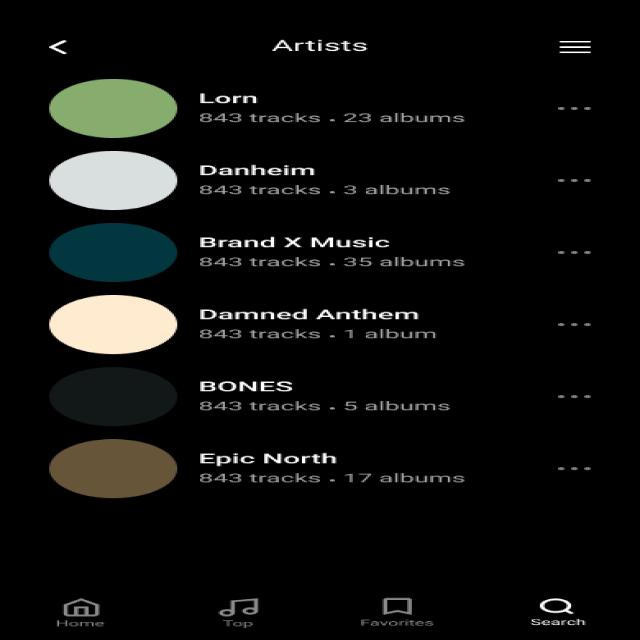 Artists
Lorn
843 tracks • 23 albums
Danheim
843 tracks • 3 albums
Brand X Music
843 tracks • 35 albums
Damned Anthem
843 tracks • 1 album
BONES
843 tracks • 5 albums
Epic North
843 tracks • 17 albums
Home Top Favorites Search